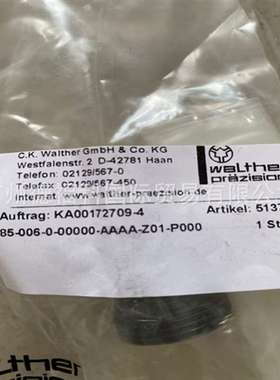 C.K. Walther GmbH & Co. KG
Westfalenstr. 2 D-42781 Haan
Telefon: 02129/567-0
Telefax: 02129/567-450
Internet: www.walther-praezision.de
walther
präzision
Auftrag: KA00172709-4
Artikel: 5137
85-006-0-00000-AAAA-Z01-P000
1 St
walther